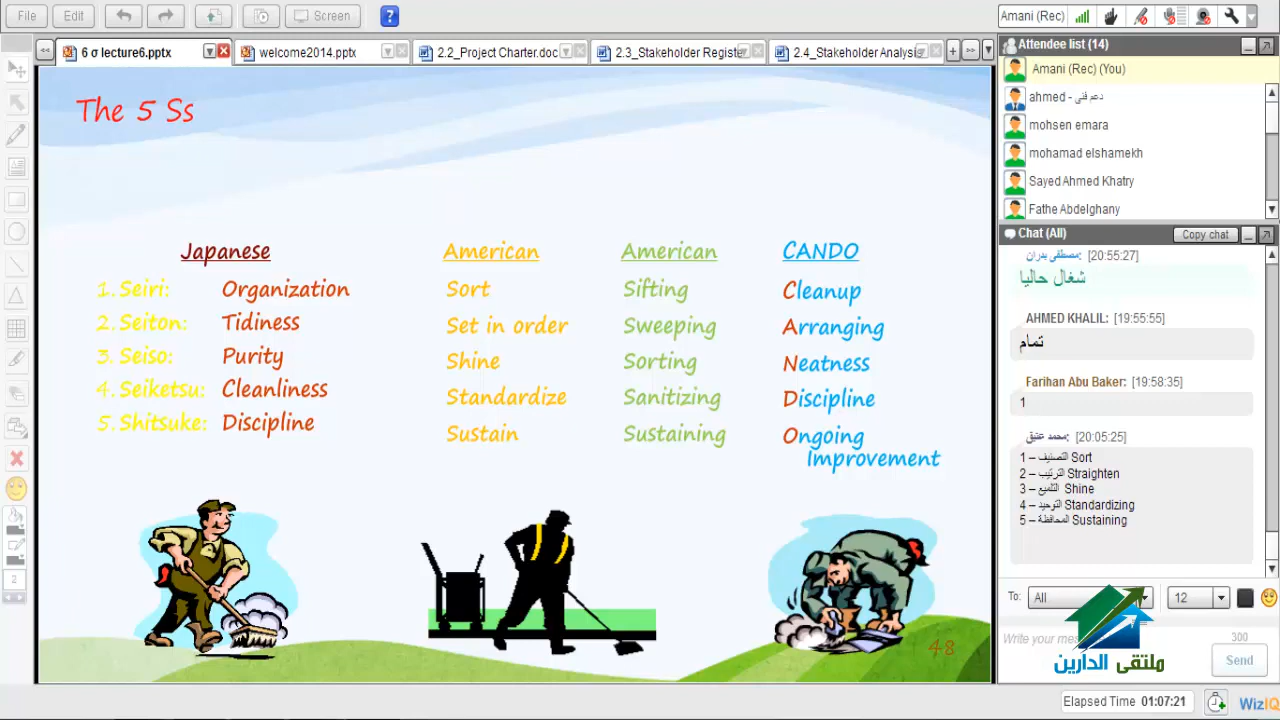 File Edit Screen ?
Amani (Rec)
6 σ lecture6.pptx
welcome2014.pptx
2.2_Project Charter.doc
2.3_Stakeholder Registe
2.4_Stakeholder Analysis
The 5 Ss
Japanese American American CANDO
1. Seiri: Organization Sort Sifting Cleanup
2. Seiton: Tidiness Set in order Sweeping Arranging
3. Seiso: Purity Shine Sorting Neatness
4. Seiketsu: Cleanliness Standardize Sanitizing Discipline
5. Shitsuke: Discipline Sustain Sustaining Ongoing
Improvement
48
2
Attendee list (14)
Amani (Rec) (You)
ahmed - دعم فنى
mohsen emara
mohamad elshamekh
Sayed Ahmed Khatry
Fathe Abdelghany
Chat (All)
Copy chat
مصطفى بدران: [20:55:27]
شغال حاليا
AHMED KHALIL: [19:55:55]
تمام
Farihan Abu Baker: [19:58:35]
1
محمد عتيق: [20:05:25]
1 – التصنيف Sort
2 – الترتيب Straighten
3 – التلميع Shine
4 – التوحيد Standardizing
5 – المحافظة Sustaining
To: All 12
Write your mes
300
Send
ملتقى الدارين
Elapsed Time 01:07:21
WizIQ